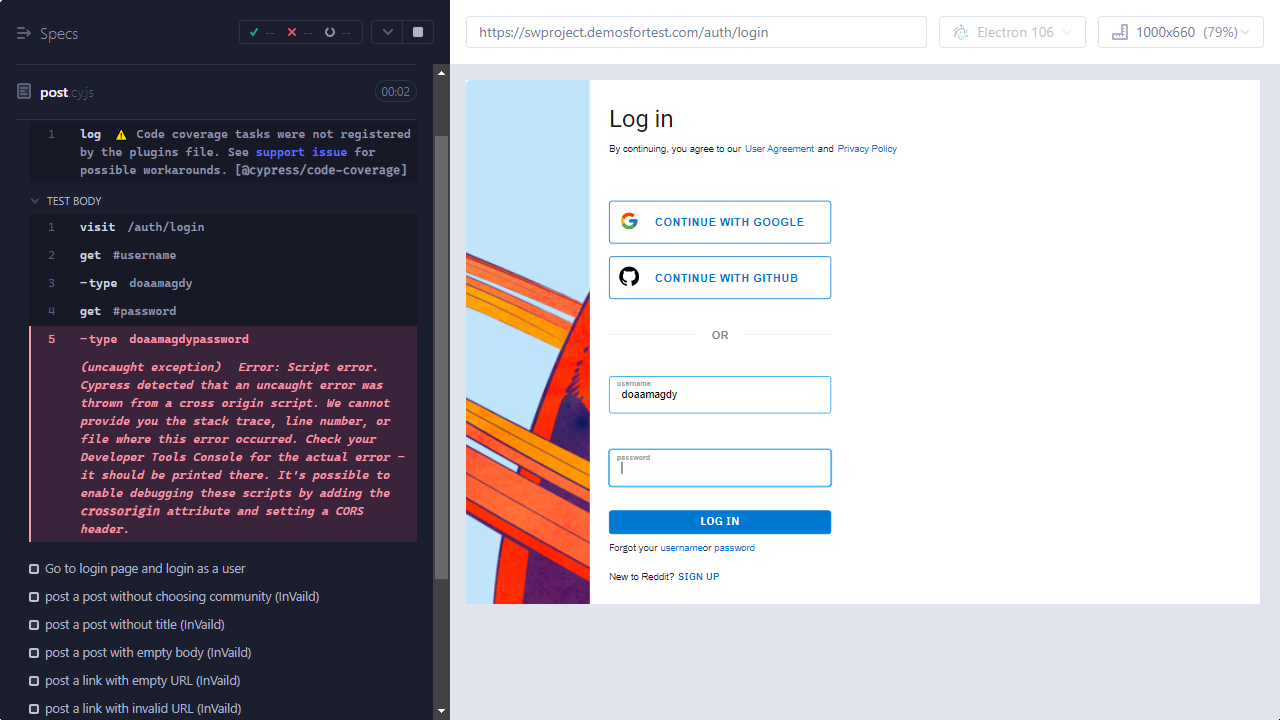 Specs
-- -- --
post.cy.js
00:02
1 log ⚠ Code coverage tasks were not registered
by the plugins file. See support issue for
possible workarounds. [@cypress/code-coverage]
TEST BODY
1 visit /auth/login
2 get #username
3 -type doaamagdy
4 get #password
5 -type doaamagdypassword
(uncaught exception) Error: Script error.
Cypress detected that an uncaught error was
thrown from a cross origin script. We cannot
provide you the stack trace, line number, or
file where this error occurred. Check your
Developer Tools Console for the actual error —
it should be printed there. It's possible to
enable debugging these scripts by adding the
crossorigin attribute and setting a CORS
header.
Go to login page and login as a user
post a post without choosing community (InVaild)
post a post without title (InVaild)
post a post with empty body (InVaild)
post a link with empty URL (InVaild)
post a link with invalid URL (InVaild)
https://swproject.demosfortest.com/auth/login
Electron 106
1000x660 (79%)
Log in
By continuing, you agree to our User Agreement and Privacy Policy
CONTINUE WITH GOOGLE
CONTINUE WITH GITHUB
OR
username
doaamagdy
password
LOG IN
Forgot your usernameor password
New to Reddit? SIGN UP